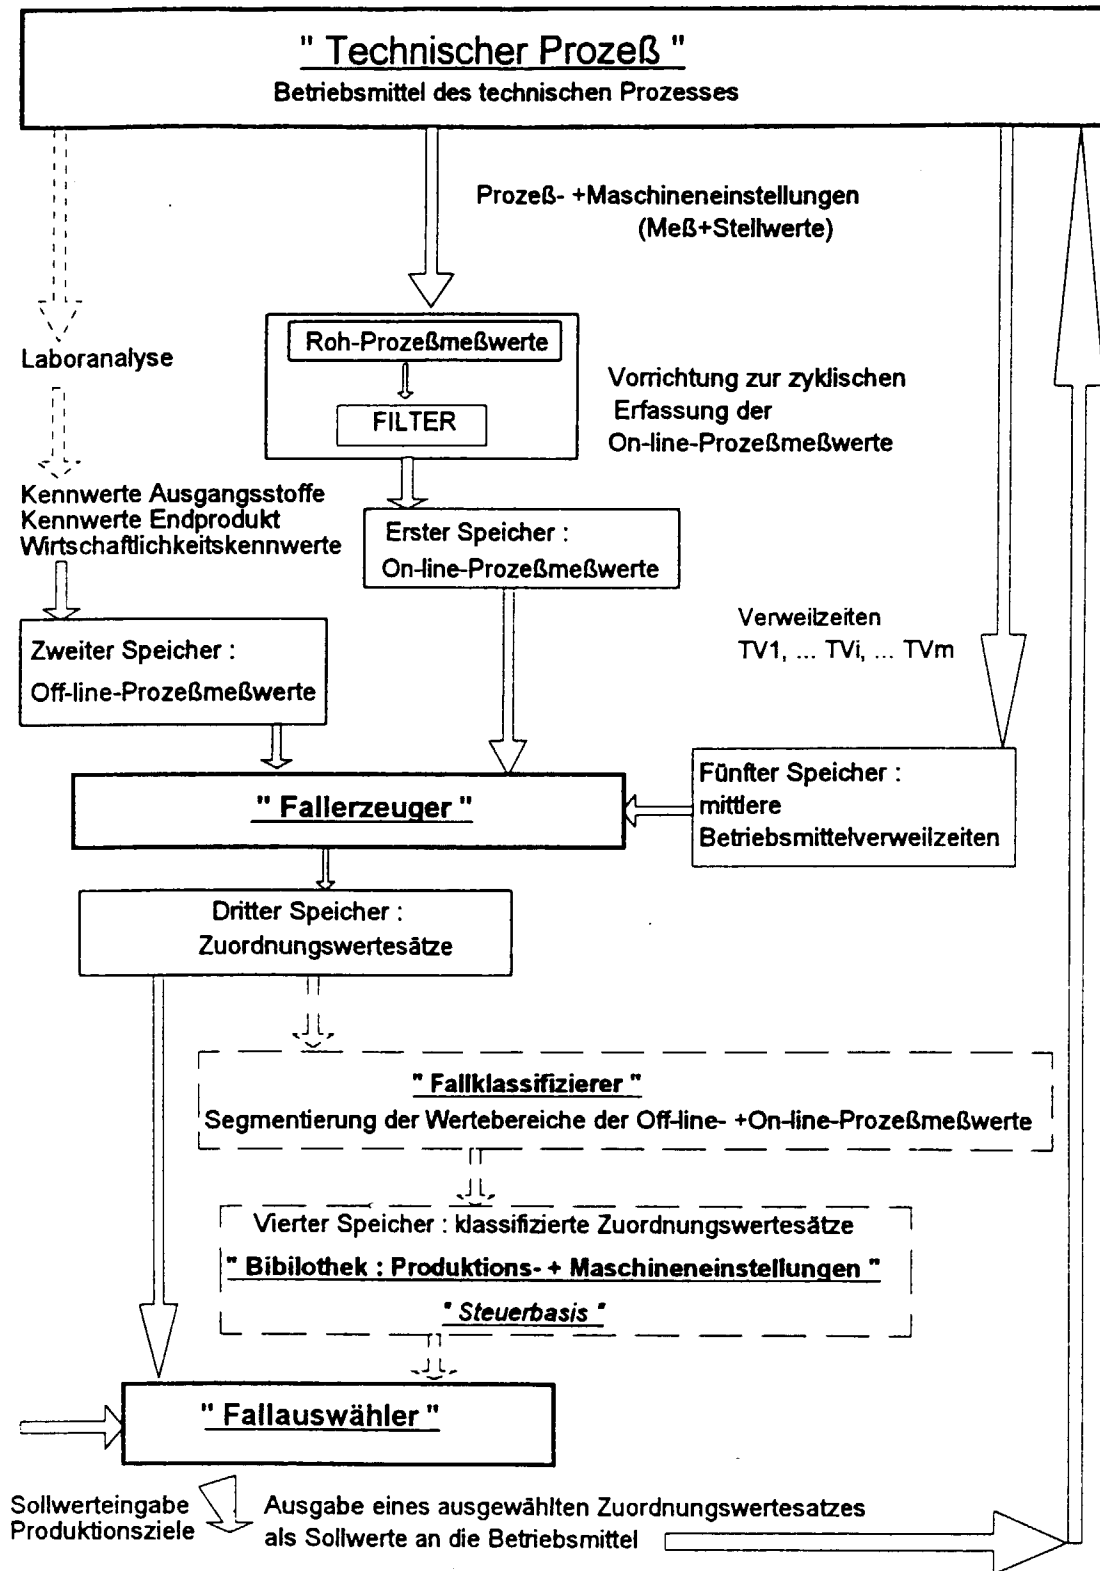 " Technischer Prozeß "
Betriebsmittel des technischen Prozesses
Prozeß- +Maschineneinstellungen
(Meß+Stellwerte)
Roh-Prozeßmeßwerte
FILTER
Vorrichtung zur zyklischen
Erfassung der
On-line-Prozeßmeßwerte
Laboranalyse
Kennwerte Ausgangsstoffe
Kennwerte Endprodukt
Wirtschaftlichkeitskennwerte
Erster Speicher :
On-line-Prozeßmeßwerte
Zweiter Speicher :
Off-line-Prozeßmeßwerte
Verweilzeiten
TV1, ... TVi, ... TVm
" Fallerzeuger "
Fünfter Speicher :
mittlere
Betriebsmittelverweilzeiten
Dritter Speicher :
Zuordnungswertesätze
" Fallklassifizierer "
Segmentierung der Wertebereiche der Off-line- +On-line-Prozeßmeßwerte
Vierter Speicher : klassifizierte Zuordnungswertesätze
" Bibilothek : Produktions- + Maschineneinstellungen "
" Steuerbasis "
" Fallauswähler "
Sollwerteingabe
Produktionsziele
Ausgabe eines ausgewählten Zuordnungswertesatzes
als Sollwerte an die Betriebsmittel